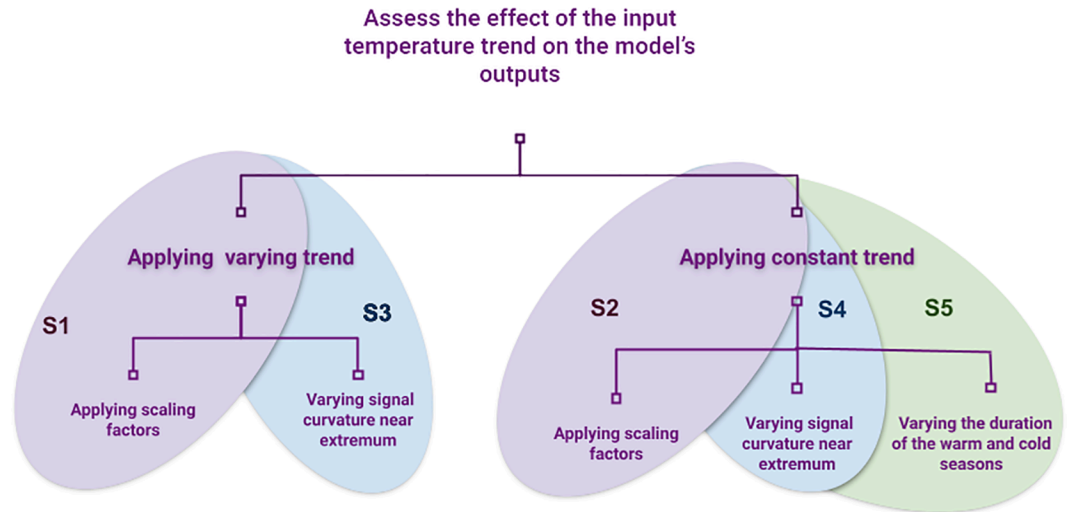 Assess the effect of the input
temperature trend on the model's
outputs
Applying varying trend
S1
S3
Applying scaling
factors
Varying signal
curvature near
extremum
Applying constant trend
S2
S4
S5
Applying scaling
factors
Varying signal
curvature near
extremum
Varying the duration
of the warm and cold
seasons